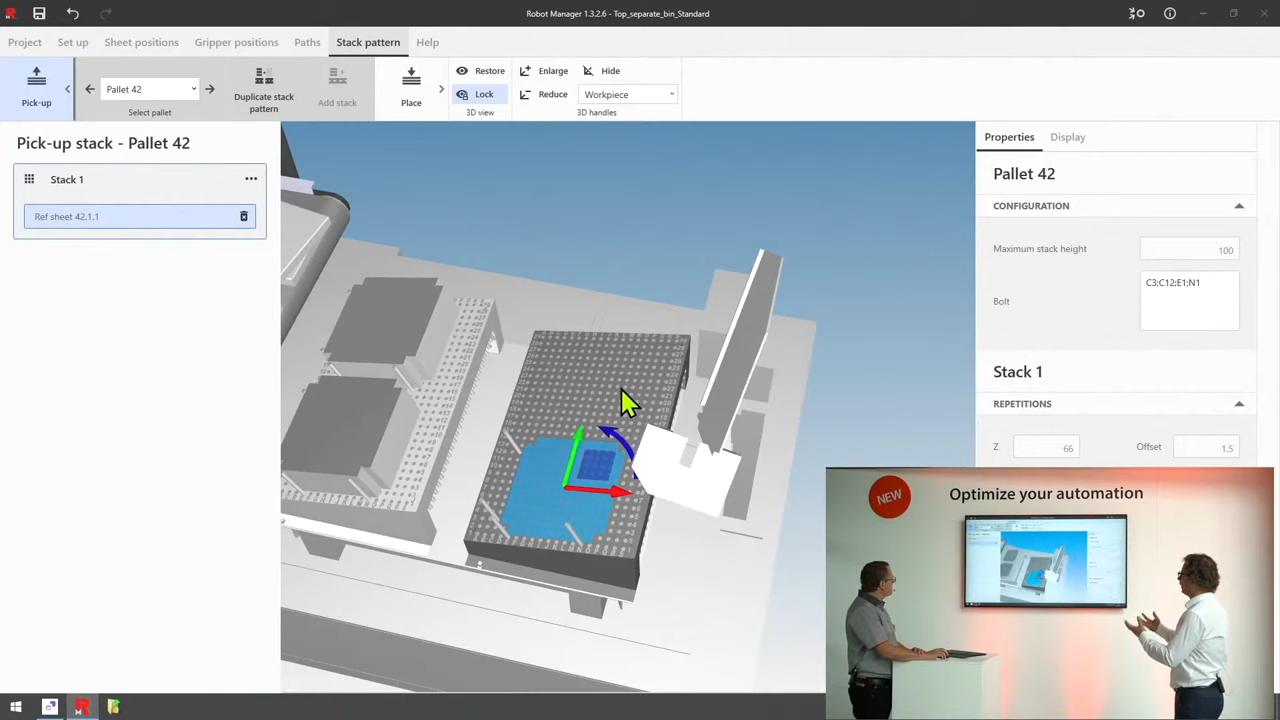 Robot Manager 1.3.2.6 - Top_separate_bin_Standard
Project Set up Sheet positions Gripper positions Paths Stack pattern Help
Pick-up
Pallet 42
Select pallet
Duplicate stack
pattern
Add stack
Place
Restore
Lock
3D view
Enlarge
Hide
Reduce
Workpiece
3D handles
Pick-up stack - Pallet 42
Stack 1
Ref sheet 42.1.1
Properties Display
Pallet 42
CONFIGURATION
Maximum stack height 100
Bolt C3;C12;E1;N1
Stack 1
REPETITIONS
Z 66 Offset 1.5
NEW
Optimize your automation